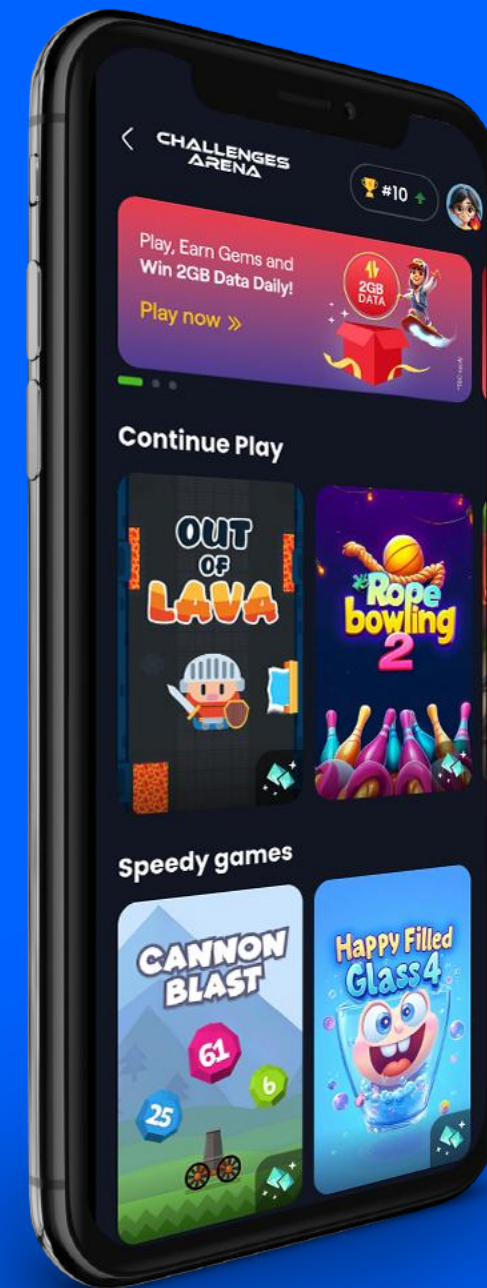 CHALLENGES
ARENA
#10
Play, Earn Gems and
Win 2GB Data Daily!
Play now »
2GB
DATA
*T&C apply
Continue Play
OUT
OF
LAVA
Rope
bowling
2
Speedy games
CANNON
BLAST
61
6
25
Happy Filled
Glass 4